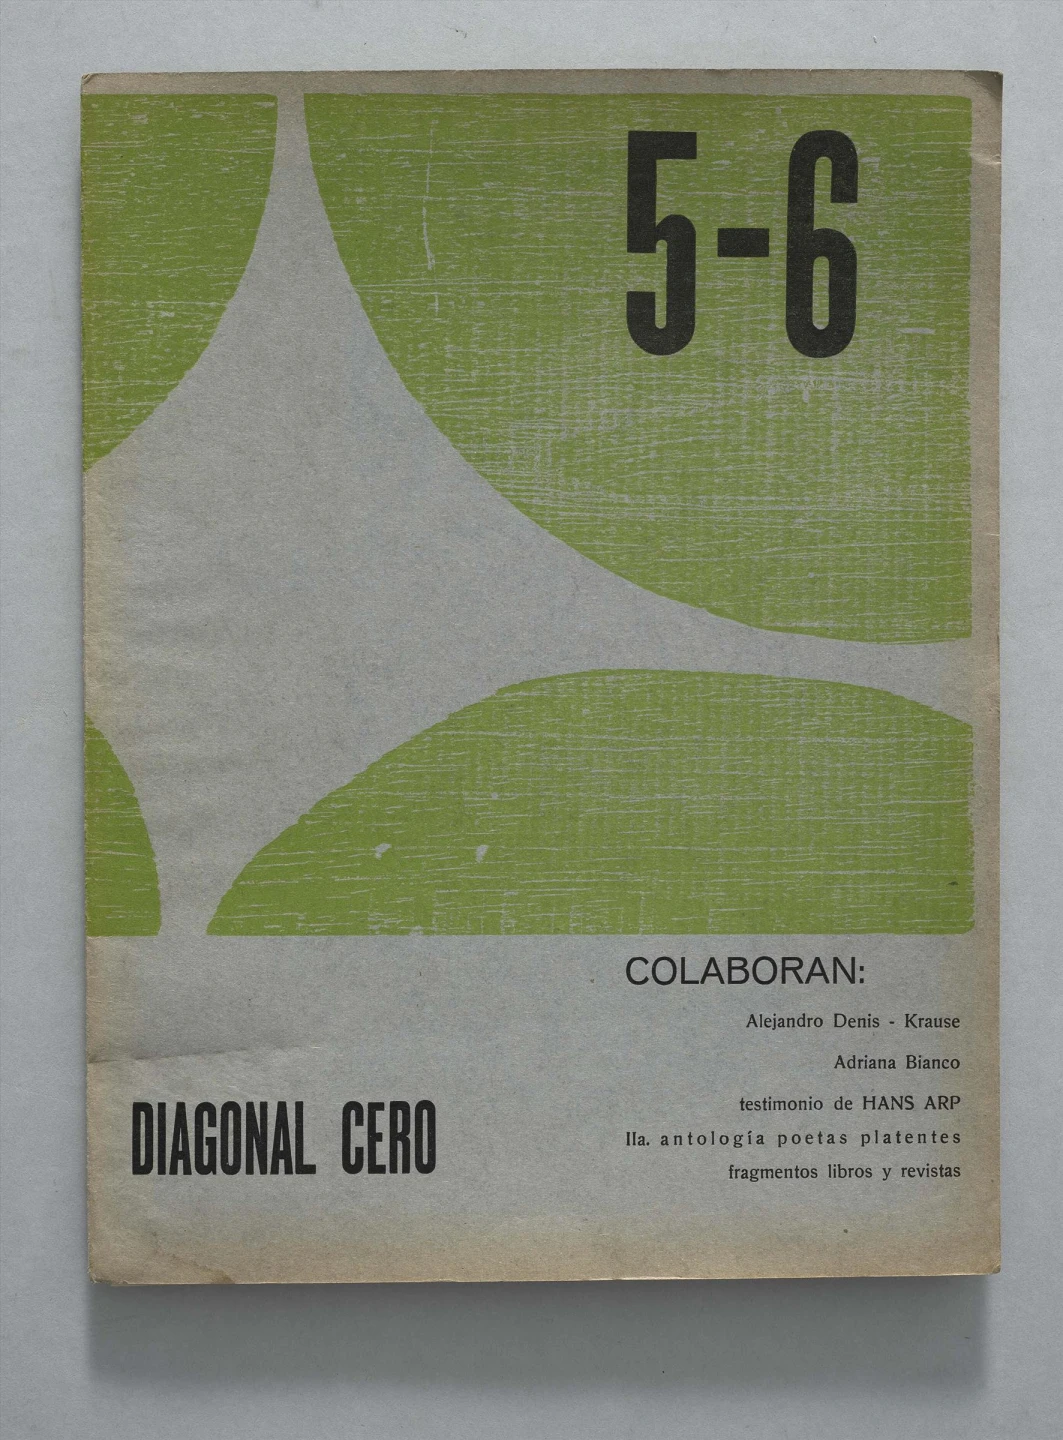 5-6
COLABORAN:
Alejandro Denis - Krause
Adriana Bianco
testimonio de HANS ARP
IIa. antología poetas platentes
fragmentos libros y revistas
DIAGONAL CERO